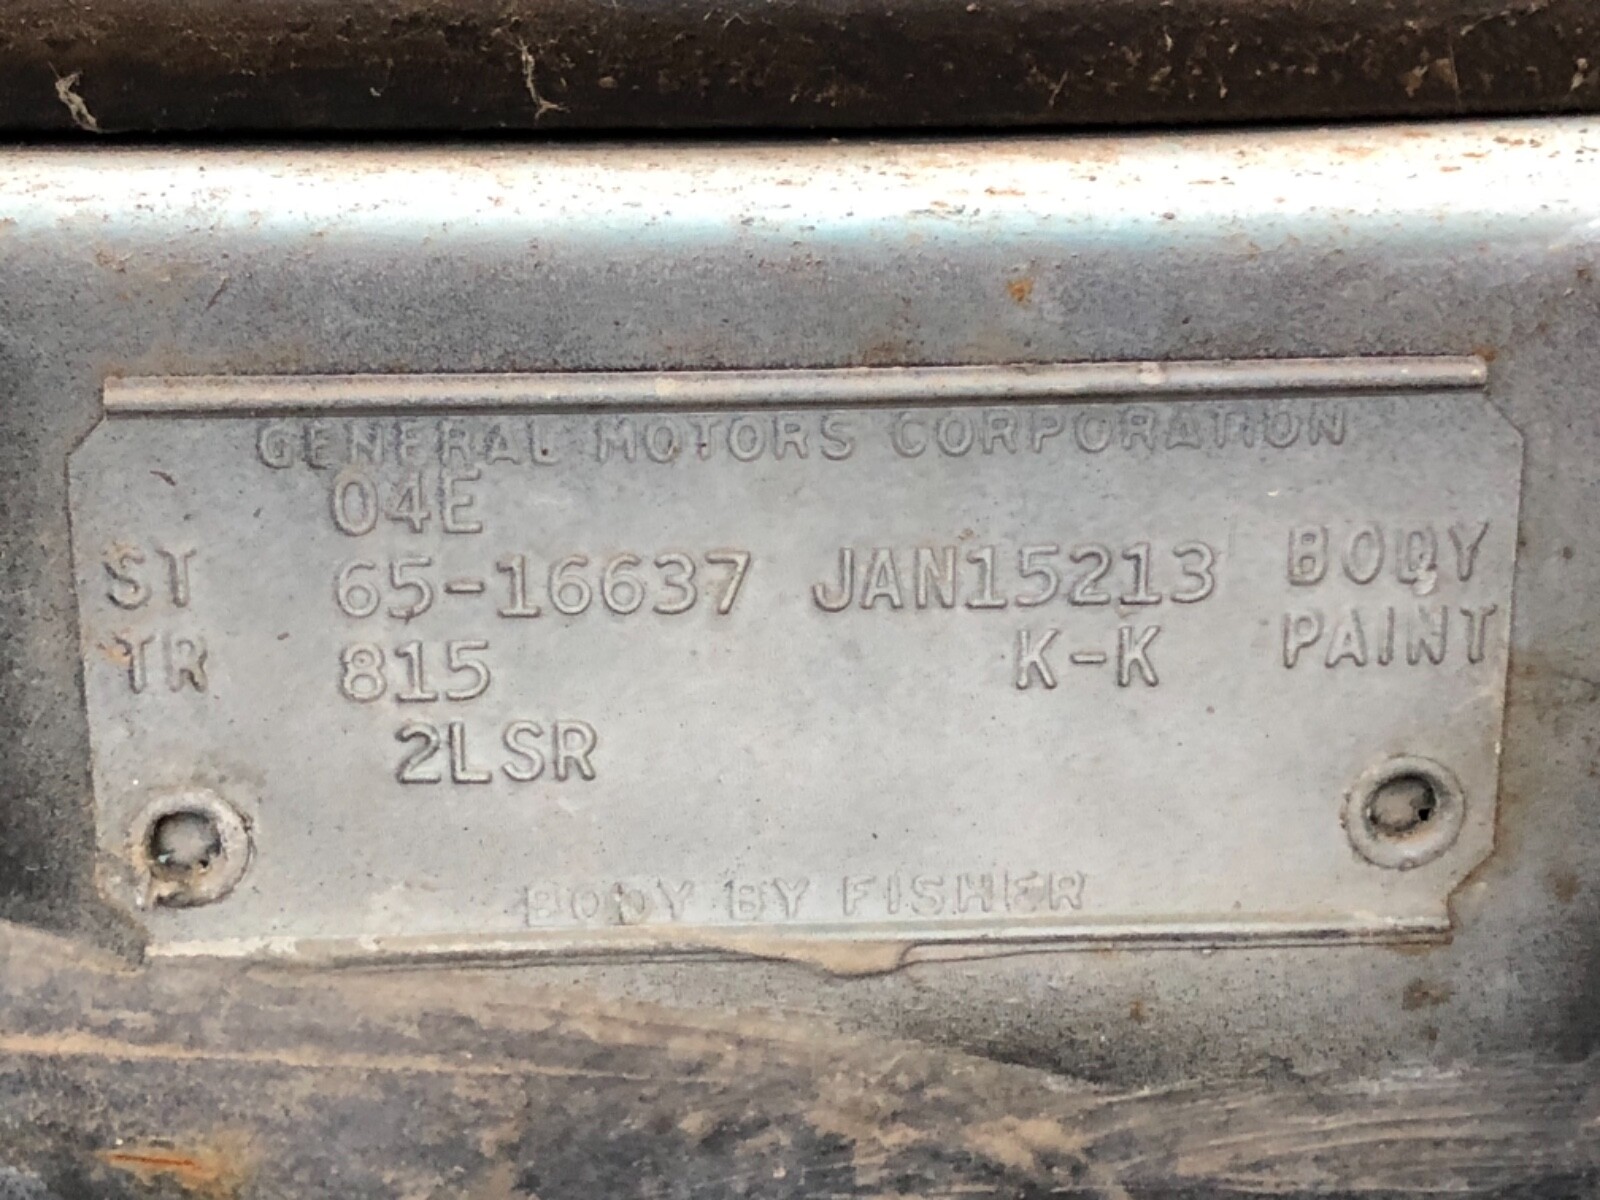 GENERAL MOTORS CORPORATION
04E
ST 65-16637 JAN15213 BODY
TR 815 K-K PAINT
2LSR
BODY BY FISHER